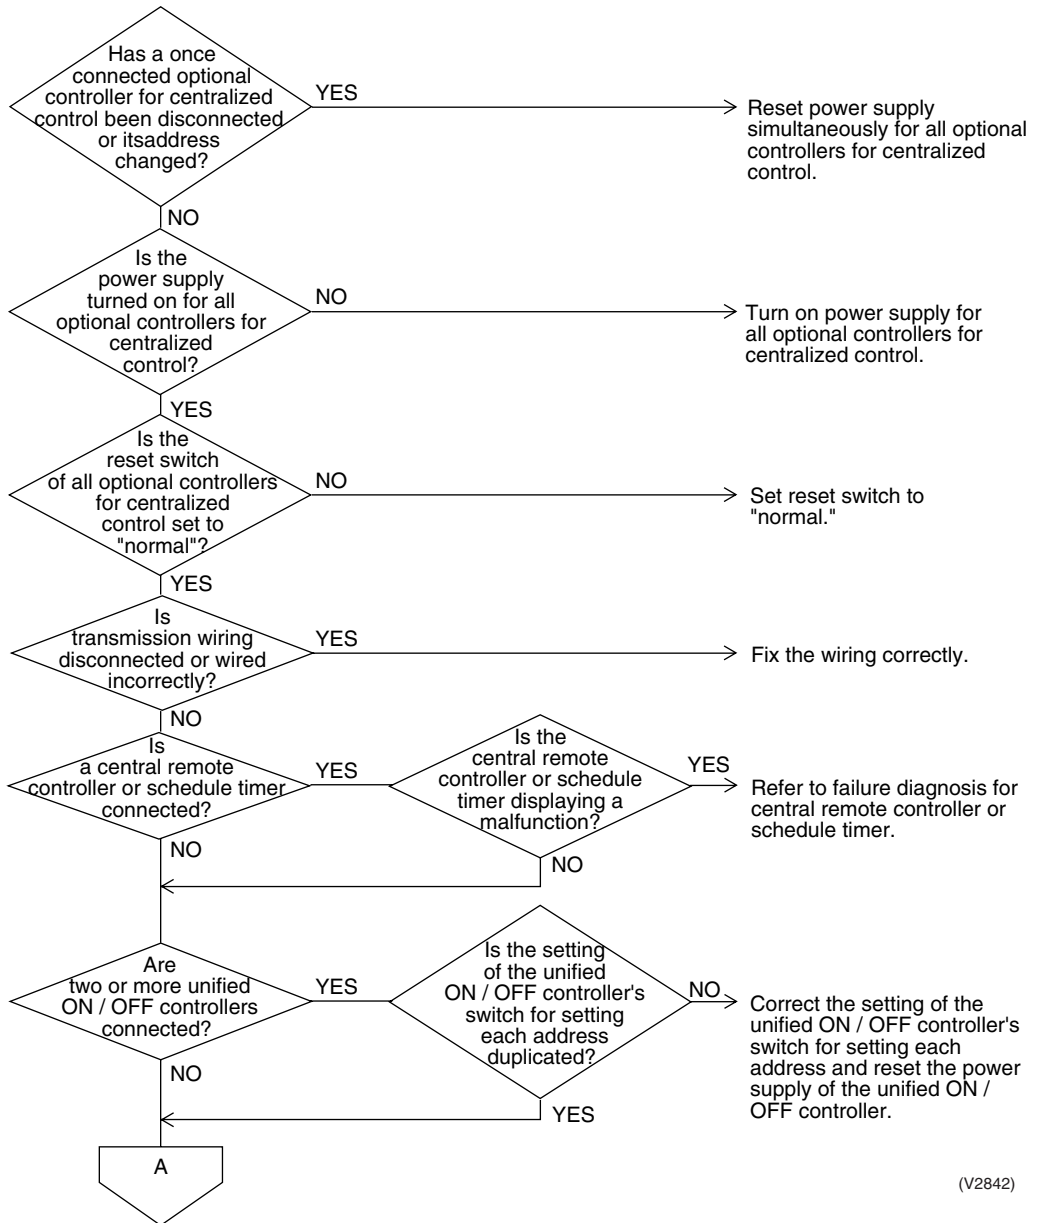 Has a once
connected optional
controller for centralized
control been disconnected
or itsaddress
changed?
YES
Reset power supply
simultaneously for all optional
controllers for centralized
control.
NO
Is the
power supply
turned on for all
optional controllers for
centralized
control?
NO
Turn on power supply for
all optional controllers for
centralized control.
YES
Is the
reset switch
of all optional controllers
for centralized
control set to
"normal"?
NO
Set reset switch to
"normal."
YES
Is
transmission wiring
disconnected or wired
incorrectly?
YES
Fix the wiring correctly.
NO
Is
a central remote
controller or schedule timer
connected?
YES
Is the
central remote
controller or schedule
timer displaying a
malfunction?
YES
Refer to failure diagnosis for
central remote controller or
schedule timer.
NO
NO
Are
two or more unified
ON / OFF controllers
connected?
YES
Is the setting
of the unified
ON / OFF controller's
switch for setting
each address
duplicated?
NO
Correct the setting of the
unified ON / OFF controller's
switch for setting each
address and reset the power
supply of the unified ON /
OFF controller.
NO
YES
A
(V2842)